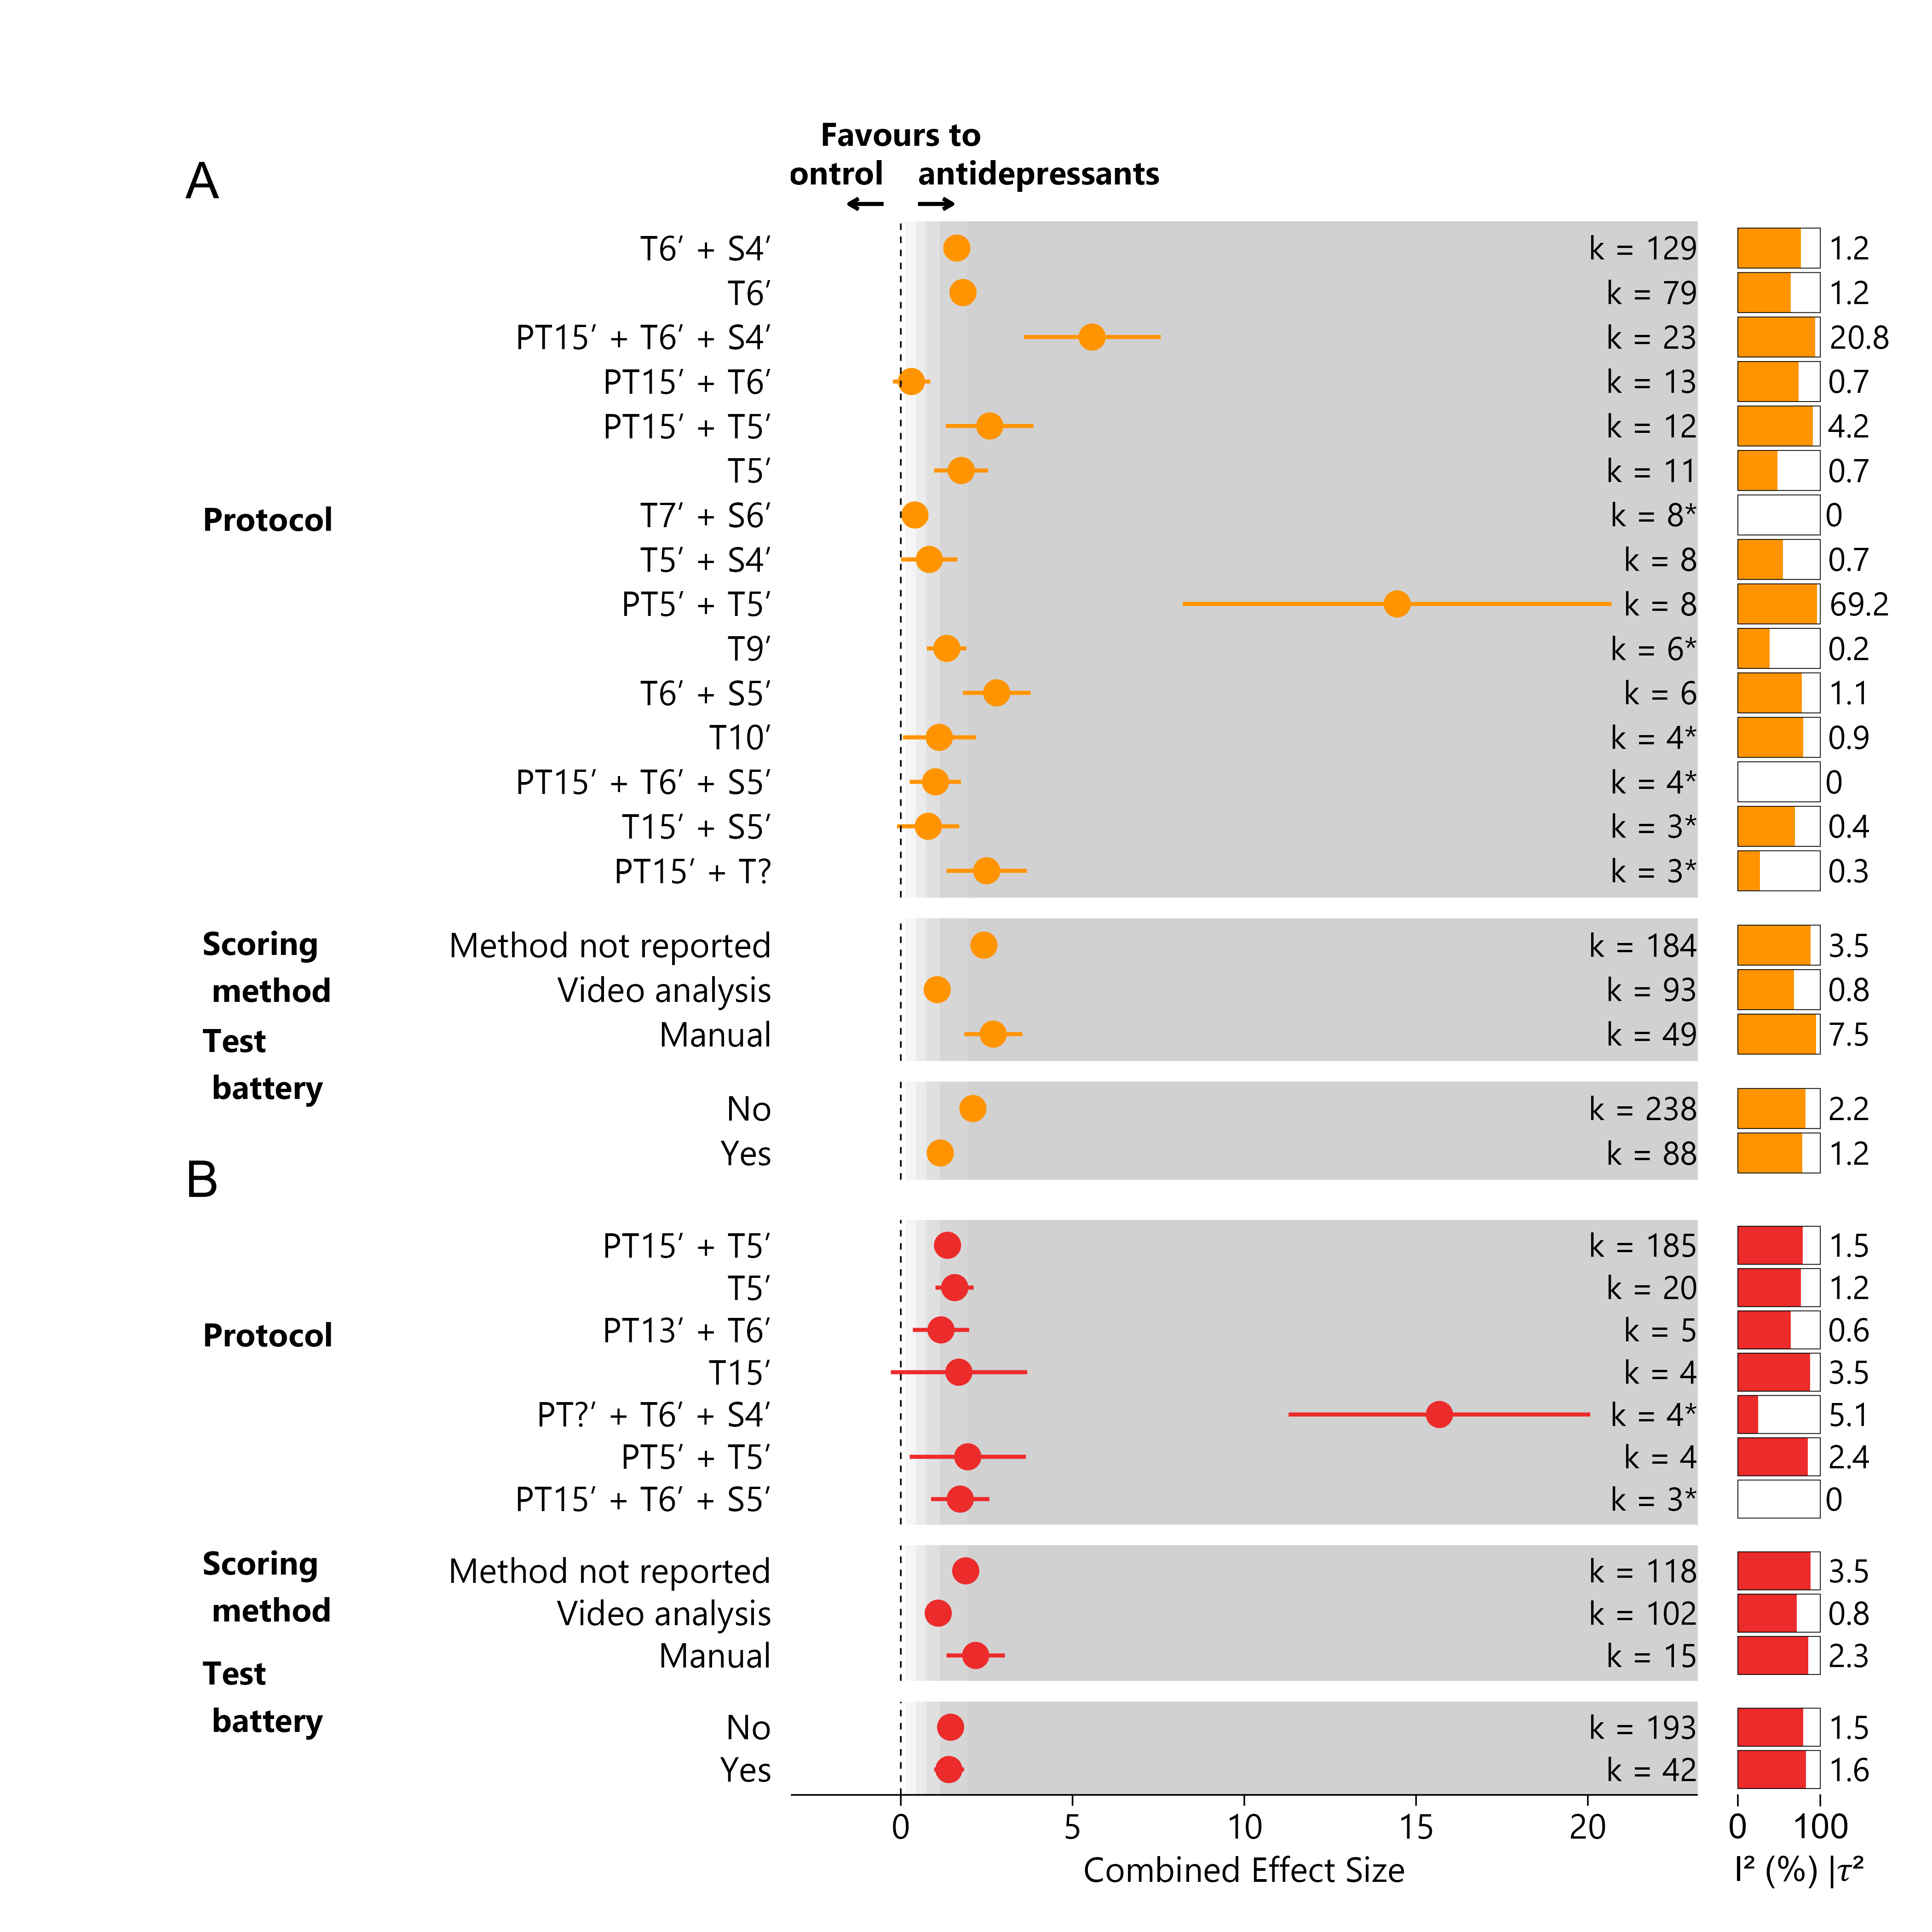 Favours to
ontrol antidepressants
A
T6′ + S4′ k = 129 1.2
T6′ k = 79 1.2
PT15′ + T6′ + S4′ k = 23 20.8
PT15′ + T6′ k = 13 0.7
PT15′ + T5′ k = 12 4.2
T5′ k = 11 0.7
Protocol T7′ + S6′ k = 8* 0
T5′ + S4′ k = 8 0.7
PT5′ + T5′ k = 8 69.2
T9′ k = 6* 0.2
T6′ + S5′ k = 6 1.1
T10′ k = 4* 0.9
PT15′ + T6′ + S5′ k = 4* 0
T15′ + S5′ k = 3* 0.4
PT15′ + T? k = 3* 0.3
Scoring Method not reported k = 184 3.5
method Video analysis k = 93 0.8
Test Manual k = 49 7.5
battery
No k = 238 2.2
Yes k = 88 1.2
B
PT15′ + T5′ k = 185 1.5
T5′ k = 20 1.2
Protocol PT13′ + T6′ k = 5 0.6
T15′ k = 4 3.5
PT?′ + T6′ + S4′ k = 4* 5.1
PT5′ + T5′ k = 4 2.4
PT15′ + T6′ + S5′ k = 3* 0
Scoring Method not reported k = 118 3.5
method Video analysis k = 102 0.8
Manual k = 15 2.3
Test
battery No k = 193 1.5
Yes k = 42 1.6
0 5 10 15 20 0 100
Combined Effect Size I² (%) |τ²